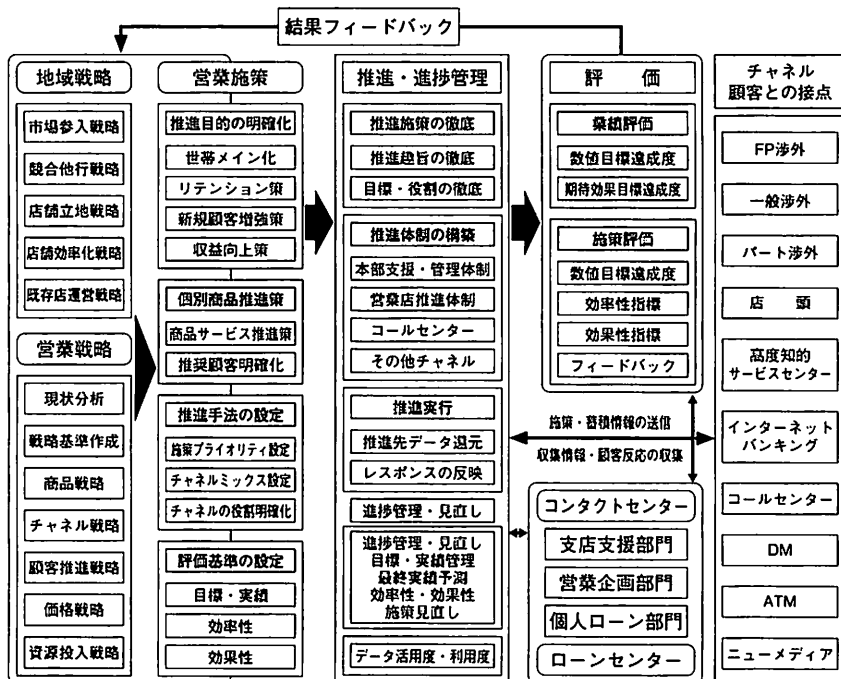 結果フィードバック
地域戦略
市場参入戦略
競合他行戦略
店舗立地戦略
店舗効率化戦略
既存店運営戦略
営業戦略
現状分析
戦略基準作成
商品戦略
チャネル戦略
顧客推進戦略
価格戦略
資源投入戦略
営業施策
推進目的の明確化
世帯メイン化
リテンション策
新規顧客増強策
収益向上策
個別商品推進策
商品サービス推進策
推奨顧客明確化
推進手法の設定
施策プライオリティ設定
チャネルミックス設定
チャネルの役割明確化
評価基準の設定
目標・実績
効率性
効果性
推進・進捗管理
推進施策の徹底
推進趣旨の徹底
目標・役割の徹底
推進体制の構築
本部支援・管理体制
営業店推進体制
コールセンター
その他チャネル
推進実行
推進先データ還元
レスポンスの反映
進捗管理・見直し
進捗管理・見直し
目標・実績管理
最終実績予測
効率性・効果性
施策見直し
データ活用度・利用度
評 価
業績評価
数値目標達成度
期待効果目標達成度
施策評価
数値目標達成度
効率性指標
効果性指標
フィードバック
施策・蓄積情報の送信
収集情報・顧客反応の収集
コンタクトセンター
支店支援部門
営業企画部門
個人ローン部門
ローンセンター
チャネル
顧客との接点
FP渉外
一般渉外
パート渉外
店 頭
高度知的
サービスセンター
インターネット
バンキング
コールセンター
DM
ATM
ニューメディア